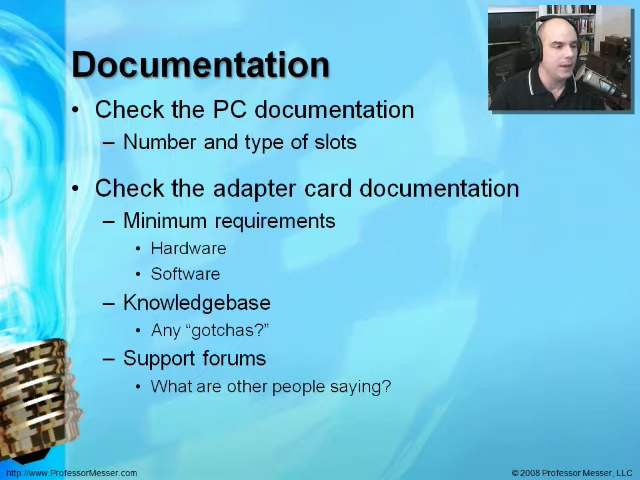 Documentation
• Check the PC documentation
– Number and type of slots
• Check the adapter card documentation
– Minimum requirements
• Hardware
• Software
– Knowledgebase
• Any “gotchas?”
– Support forums
• What are other people saying?
http://www.ProfessorMesser.com
© 2008 Professor Messer, LLC